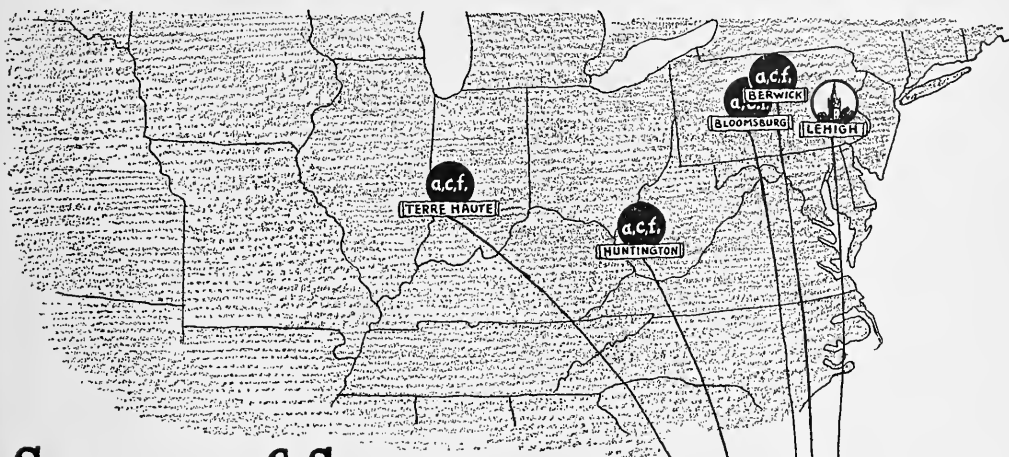 a.c.f.
BERWICK
BLOOMSBURG
LEHIGH
a.c.f.
TERRE HAUTE
a.c.f.
HUNTINGTON